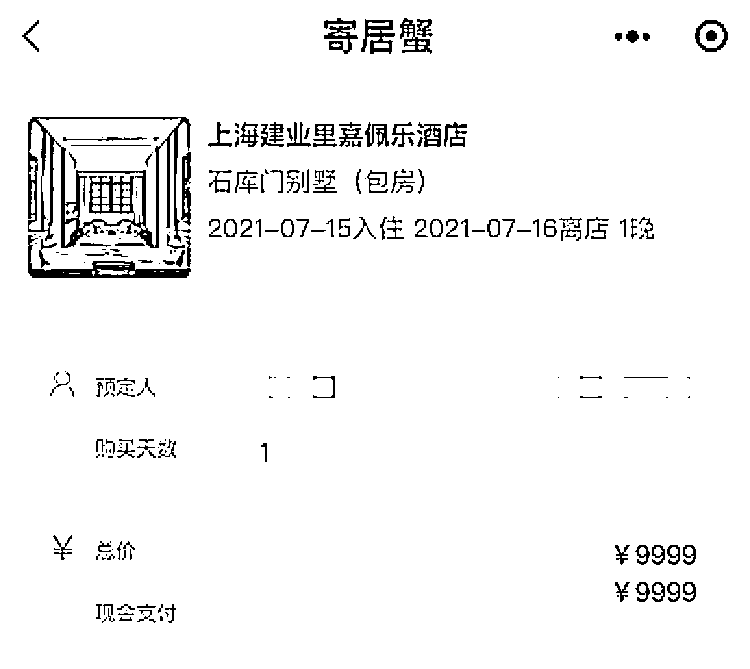 寄居蟹
上海建业里嘉佩乐酒店
石库门别墅（包房）
2021-07-15入住 2021-07-16离店 1晚
预定人
购买天数 1
总价 ¥9999
¥9999
现金支付